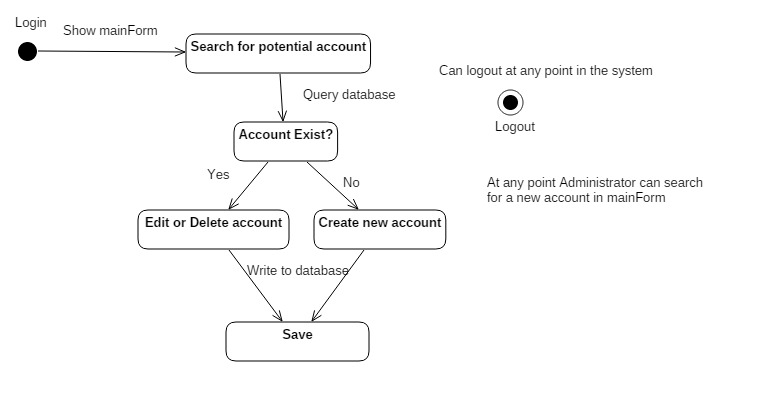 Login
Show mainForm
Search for potential account
Can logout at any point in the system
Query database
Logout
Account Exist?
Yes
No
At any point Administrator can search
for a new account in mainForm
Edit or Delete account
Create new account
Write to database
Save